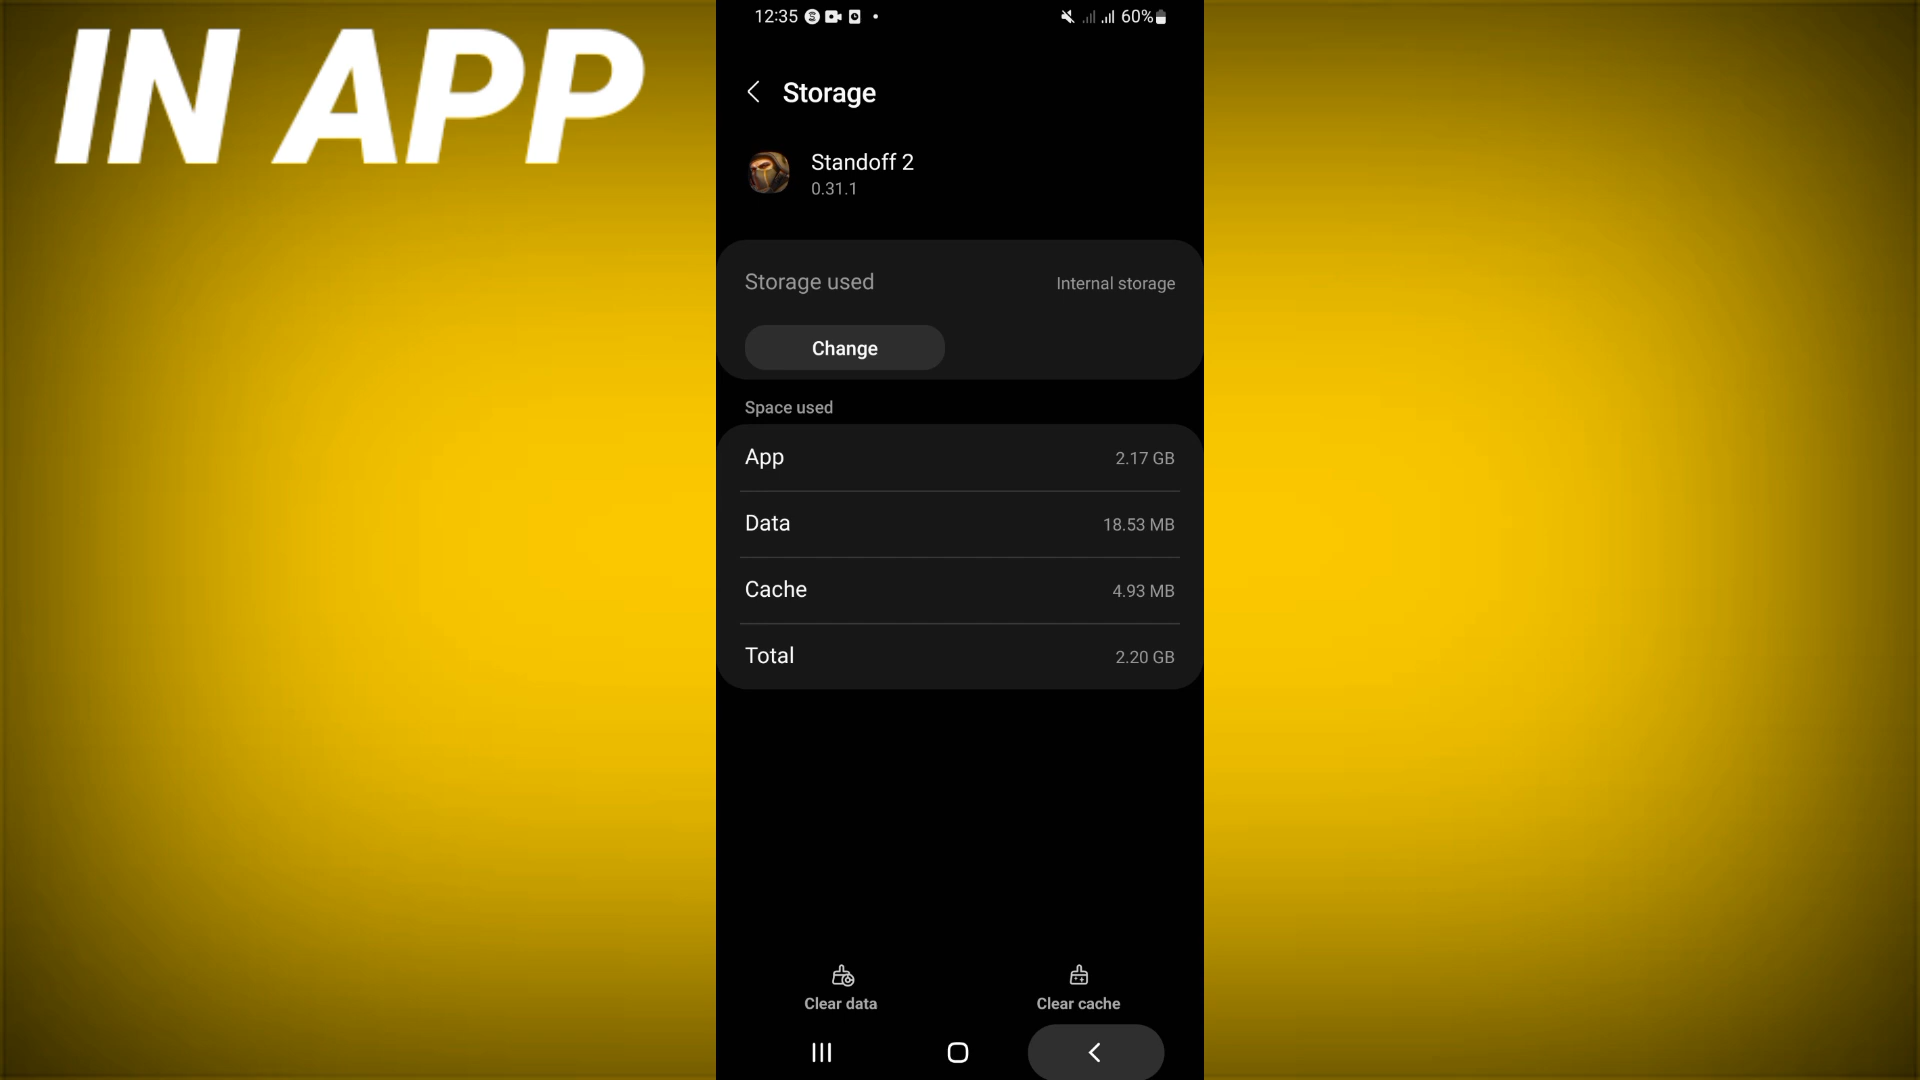 IN APP
12:35 60%
Storage
Standoff 2
0.31.1
Storage used Internal storage
Change
Space used
App 2.17 GB
Data 18.53 MB
Cache 4.93 MB
Total 2.20 GB
Clear data Clear cache